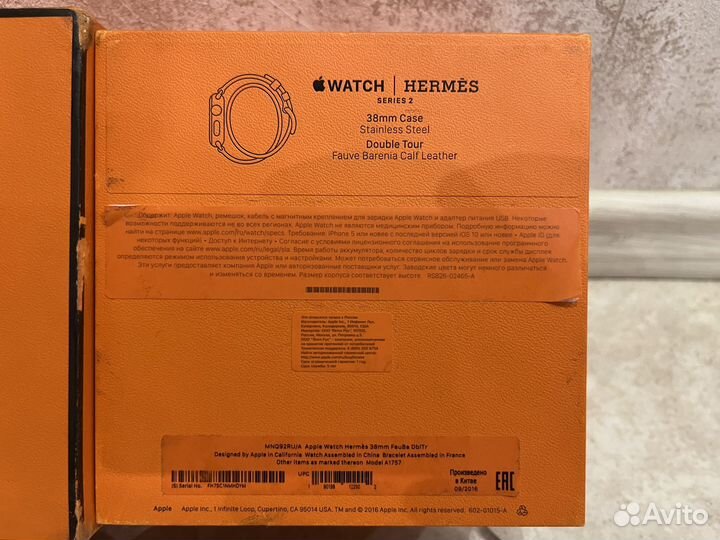 WATCH | HERMÈS
SERIES 2
38mm Case
Stainless Steel
Double Tour
Fauve Barenia Calf Leather
Содержит: Apple Watch, ремешок, кабель с магнитным креплением для зарядки Apple Watch и адаптер питания USB. Некоторые
возможности поддерживаются не во всех регионах. Apple Watch не являются медицинским прибором. Подробную информацию можно
найти на странице www.apple.com/ru/watch/specs. Требования: iPhone 5 или новее с последней версией iOS (iOS 10 или новее) • Apple ID (для
некоторых функций) • Доступ к Интернету • Согласие с условиями лицензионного соглашения на использование программного
обеспечения на сайте www.apple.com/ru/legal/sla. Время работы аккумулятора, количество циклов зарядки и срок службы дисплея
определяются режимом использования устройства и настройками. Может потребоваться сервисное обслуживание или замена Apple Watch.
Эти услуги предоставляет компания Apple или авторизованные поставщики услуг. Заводские цвета могут немного различаться
и изменяться со временем. Размер корпуса соответствует высоте. RS826-02465-A
MNQ92RU/A Apple Watch Hermès 38mm FauBa DblTr
Designed by Apple in California Watch Assembled in China Bracelet Assembled in France
Other items as marked thereon Model A1757
(S) Serial No.
UPC
Произведено
в Китае
09/2016
EAC
Apple Apple Inc., 1 Infinite Loop, Cupertino, CA 95014 USA. TM and © 2016 Apple Inc. All rights reserved. 602-01015-A
Avito